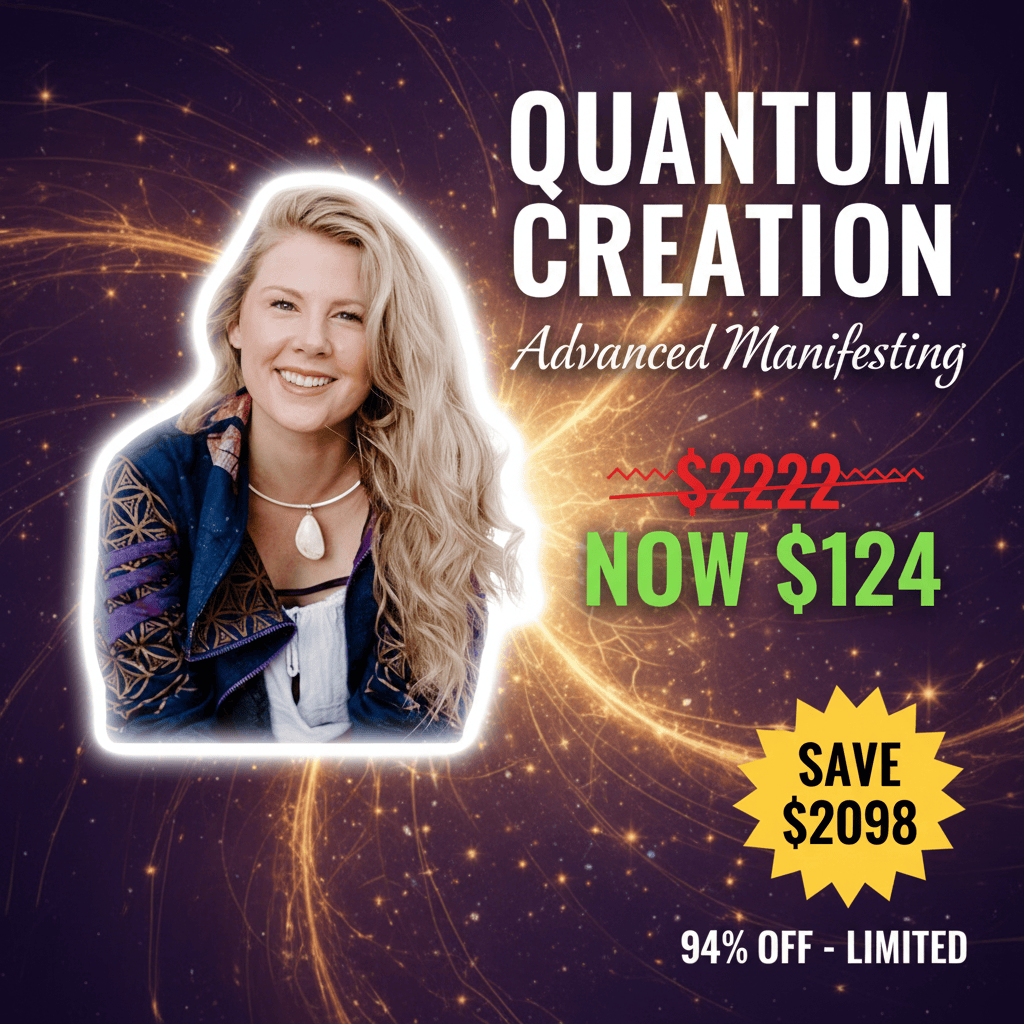 QUANTUM
CREATION
Advanced Manifesting
$2222
NOW $124
SAVE
$2098
94% OFF - LIMITED